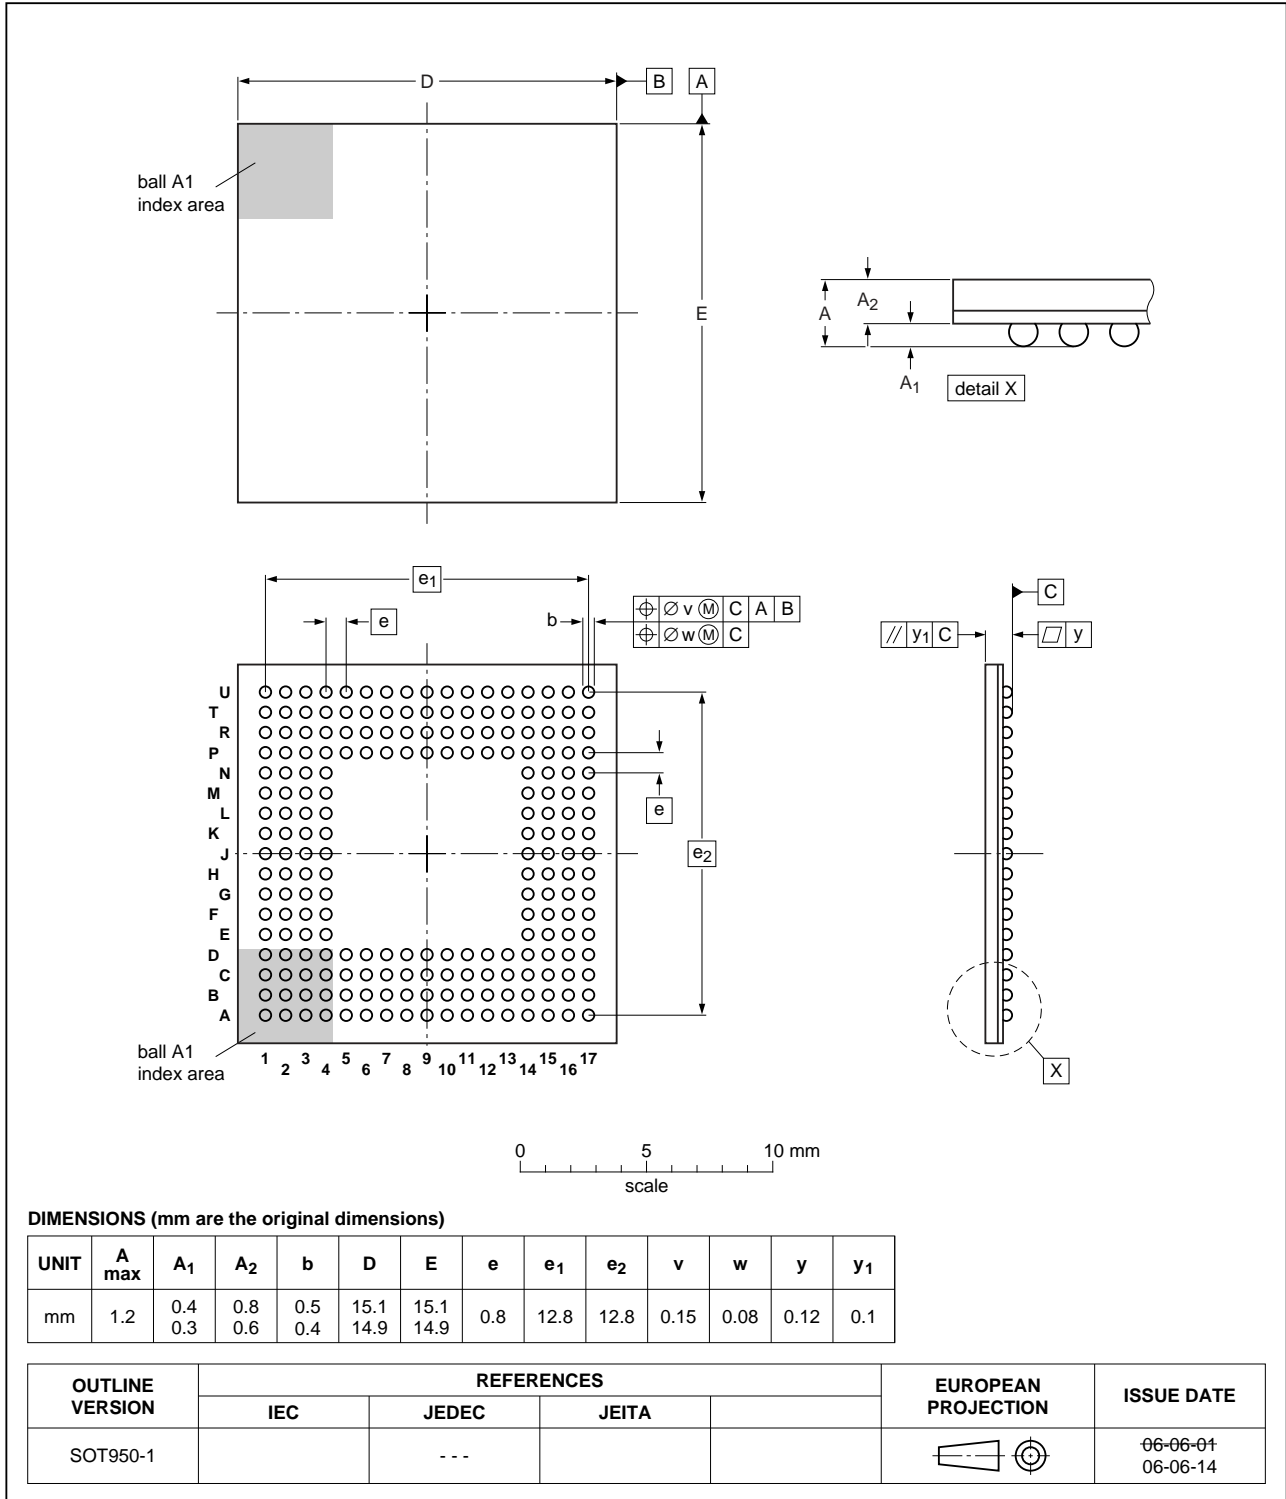 D
B
A
ball A1
index area
E
A
A2
A1
detail X
e1
e
b
⌖ ∅ v Ⓜ C A B
⌖ ∅ w Ⓜ C
C
// y1 C
⏥ y
U
T
R
P
N
M
L
K
J
H
G
F
E
D
C
B
A
e
e2
ball A1
index area
1 2 3 4 5 6 7 8 9 10 11 12 13 14 15 16 17
X
0 5 10 mm
scale
DIMENSIONS (mm are the original dimensions)
UNIT A max A1 A2 b D E e e1 e2 v w y y1
mm 1.2 0.4 0.3 0.8 0.6 0.5 0.4 15.1 14.9 15.1 14.9 0.8 12.8 12.8 0.15 0.08 0.12 0.1
OUTLINE VERSION
REFERENCES
EUROPEAN PROJECTION
ISSUE DATE
IEC JEDEC JEITA
SOT950-1 - - -
06-06-01
06-06-14